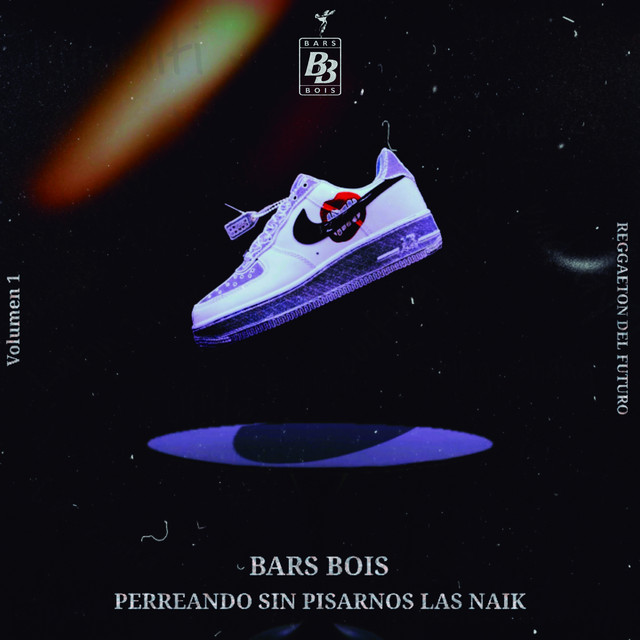 BARS
BB
BOIS
Volumen 1
REGGAETON DEL FUTURO
BARS BOIS
PERREANDO SIN PISARNOS LAS NAIK